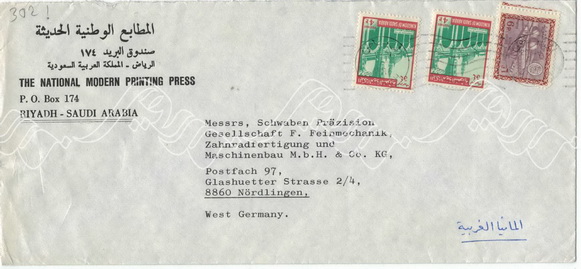 302!
المطابع الوطنية الحديثة
صندوق البريد ١٧٤
الرياض - المملكة العربية السعودية
THE NATIONAL MODERN PRINTING PRESS
P. O. Box 174
RIYADH - SAUDI ARABIA
Messrs, Schwaben Präzision
Gesellschaft F. Feinmechanik,
Zahnradfertigung und
Maschinenbau M.b.H. & Co. KG,
Postfach 97,
Glashuetter Strasse 2/4,
8860 Nördlingen,
West Germany.
المانيا الغربية